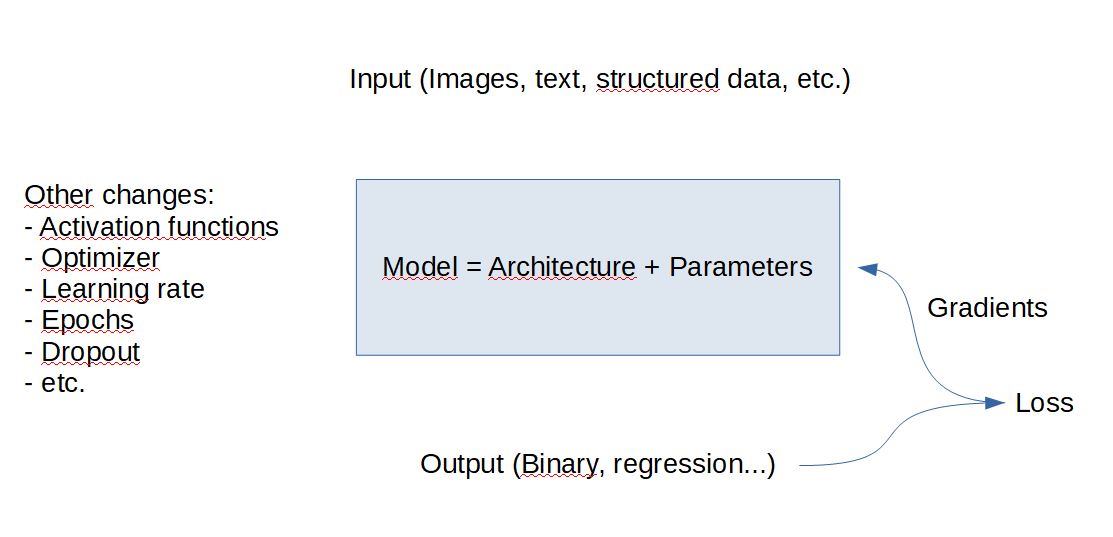 Input (Images, text, structured data, etc.)
Other changes:
- Activation functions
- Optimizer
- Learning rate
- Epochs
- Dropout
- etc.
Model = Architecture + Parameters
Gradients
Loss
Output (Binary, regression...)